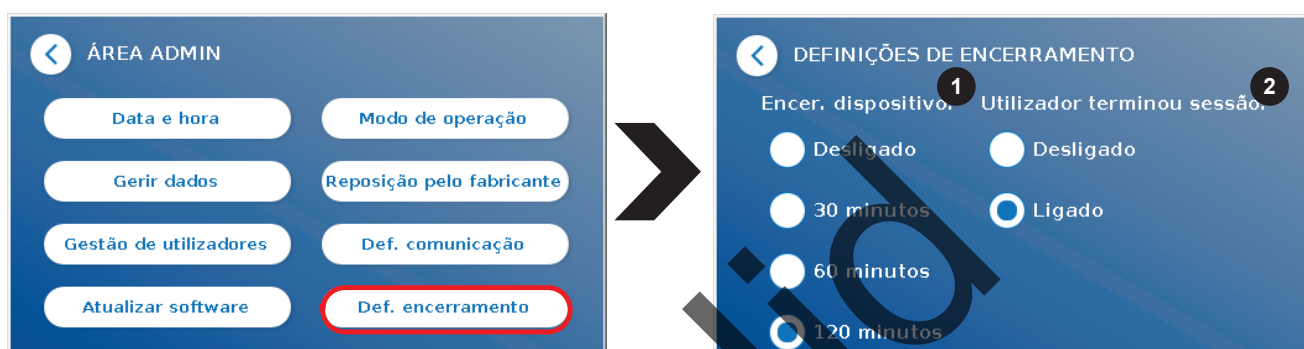 ÁREA ADMIN
Data e hora
Modo de operação
Gerir dados
Reposição pelo fabricante
Gestão de utilizadores
Def. comunicação
Atualizar software
Def. encerramento
DEFINIÇÕES DE ENCERRAMENTO
1
2
Encer. dispositivo.
Utilizador terminou sessão.
Desligado
Desligado
30 minutos
Ligado
60 minutos
120 minutos